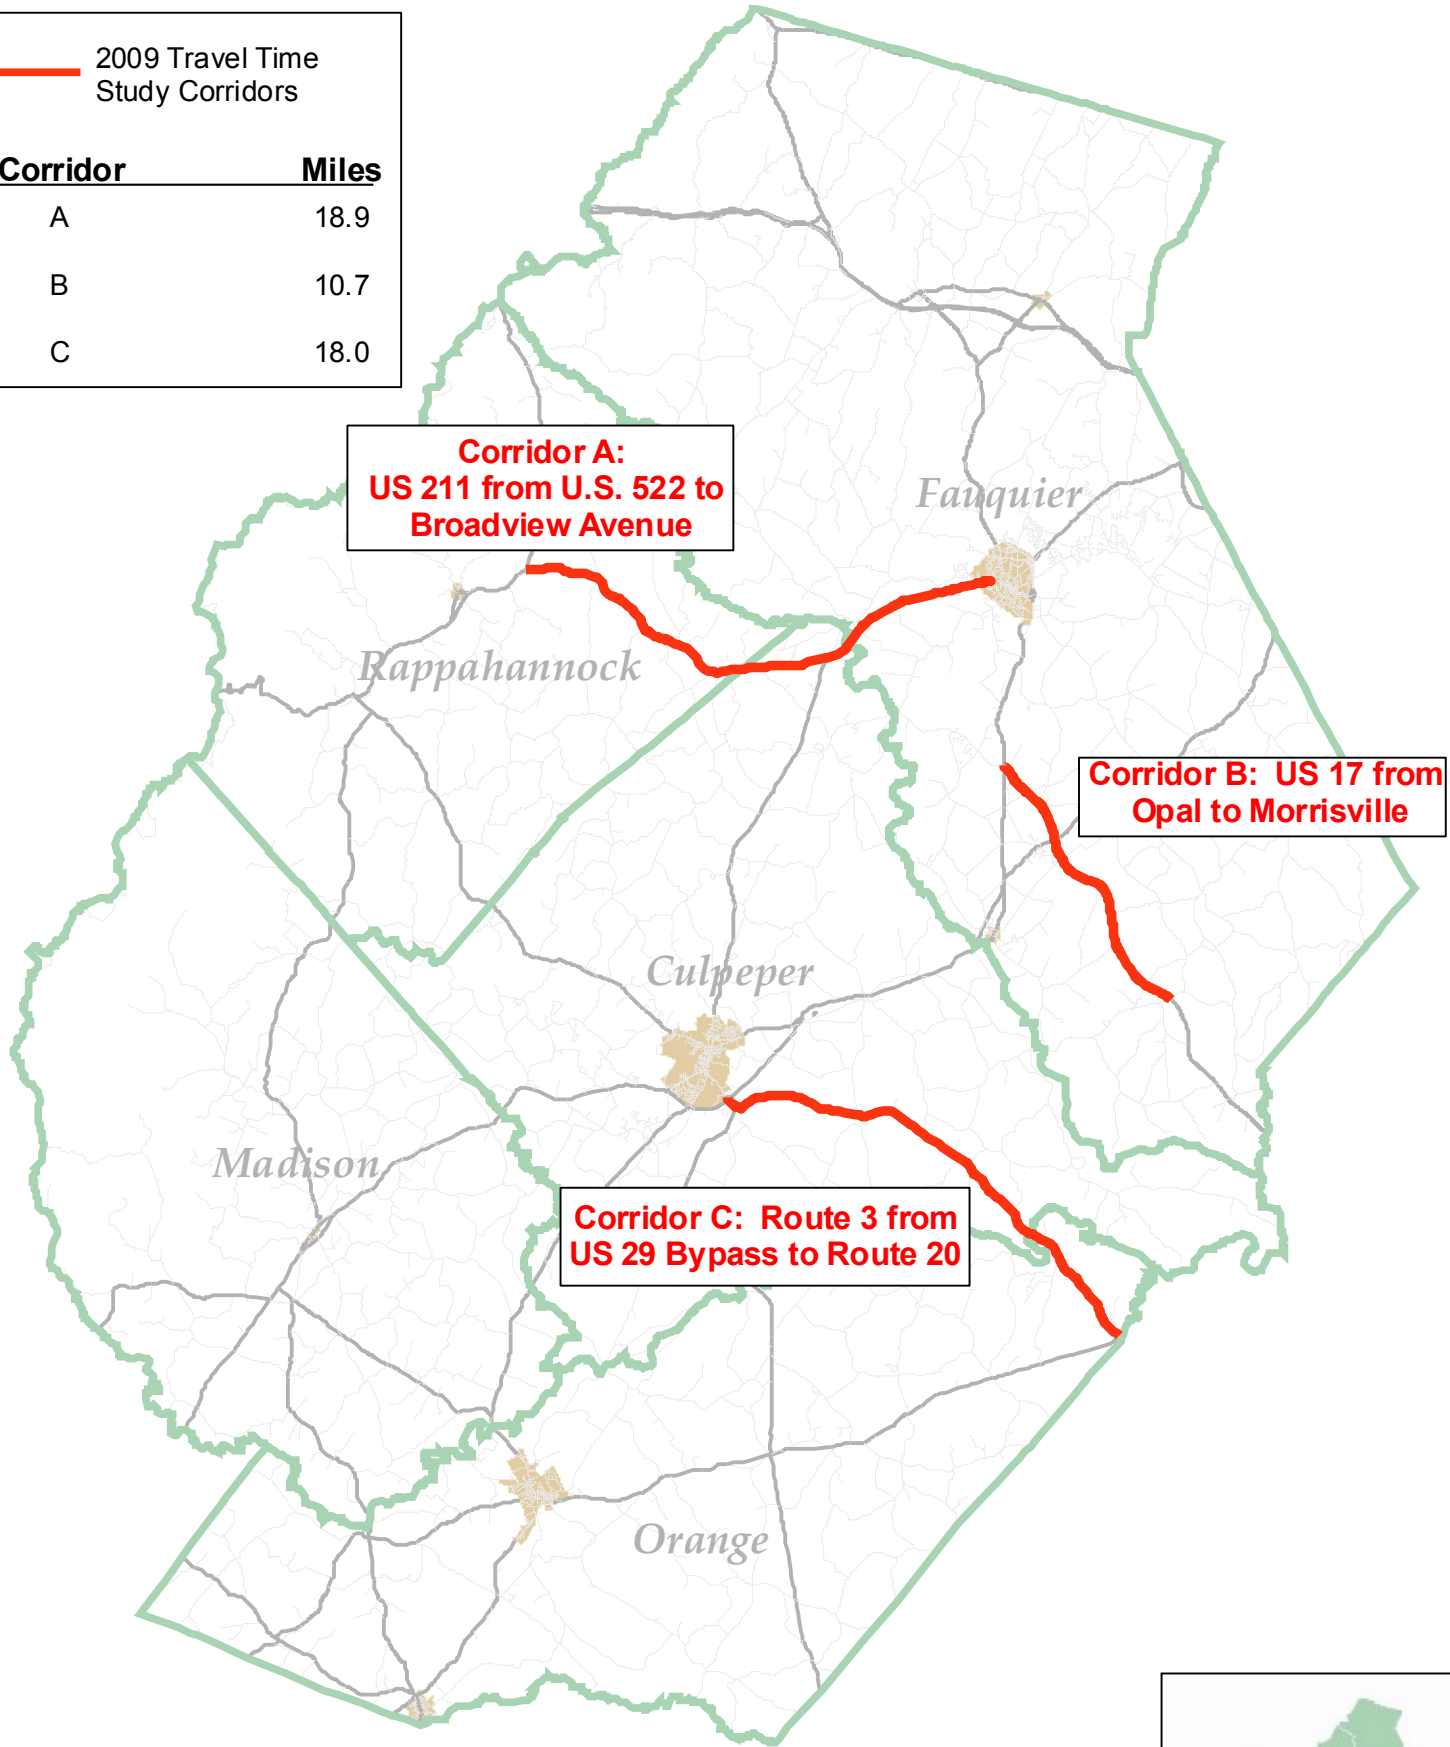 2009 Travel Time
Study Corridors
Corridor Miles
A 18.9
B 10.7
C 18.0
Corridor A:
US 211 from U.S. 522 to
Broadview Avenue
Fauquier
Rappahannock
Corridor B: US 17 from
Opal to Morrisville
Culpeper
Madison
Corridor C: Route 3 from
US 29 Bypass to Route 20
Orange